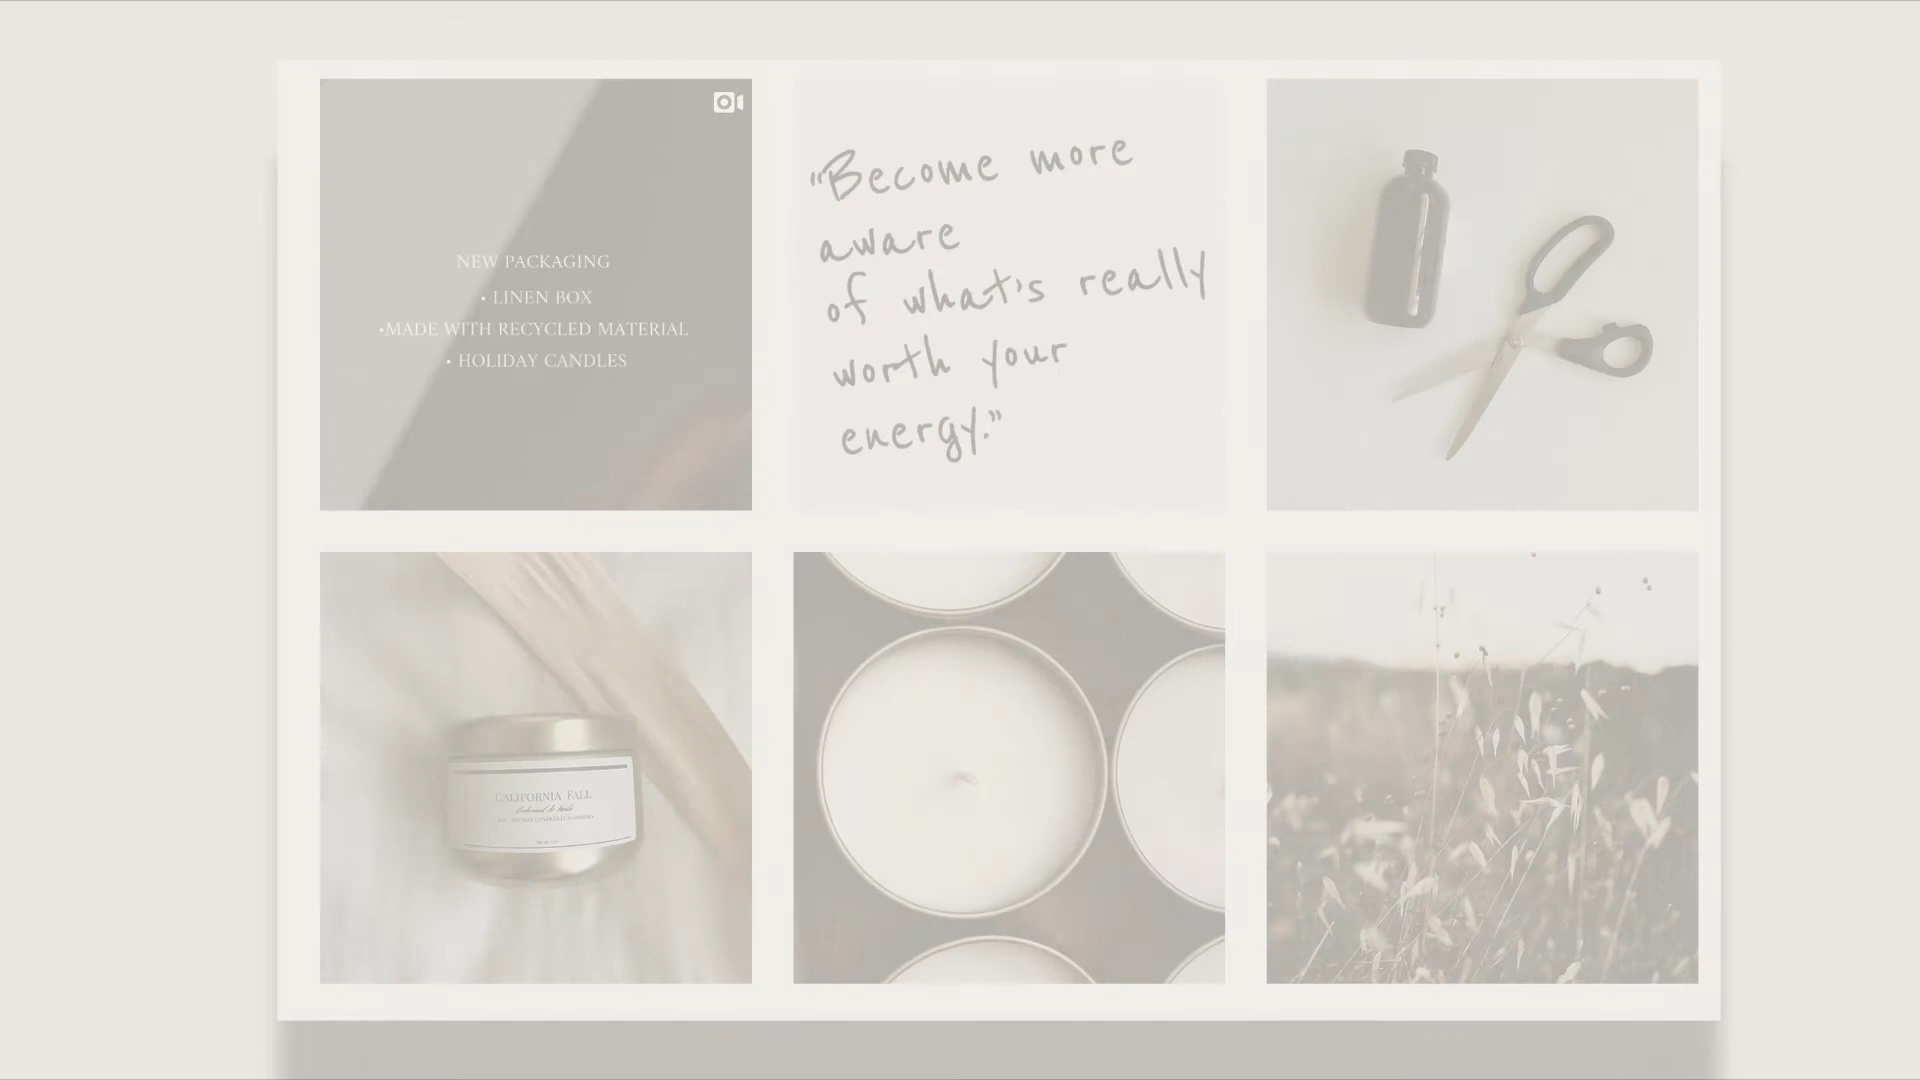 NEW PACKAGING
• LINEN BOX
•MADE WITH RECYCLED MATERIAL
• HOLIDAY CANDLES
“Become more
aware
of what's really
worth your
energy.”
CALIFORNIA FALL